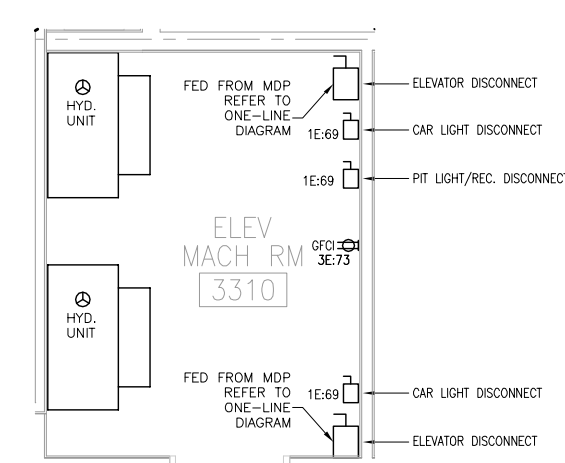 FED FROM MDP
REFER TO
ONE-LINE
DIAGRAM
ELEVATOR DISCONNECT
HYD.
UNIT
1E:69
CAR LIGHT DISCONNECT
1E:69
PIT LIGHT/REC. DISCONNECT
ELEV
MACH RM
3310
GFCI
3E:73
HYD.
UNIT
FED FROM MDP
REFER TO
ONE-LINE
DIAGRAM
1E:69
CAR LIGHT DISCONNECT
ELEVATOR DISCONNECT